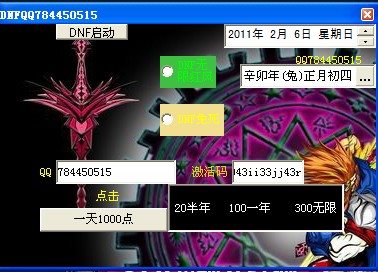 DNFQQ784450515
DNF启动
2011年 2月 6日 星期日
QQ784450515
辛卯年(兔)正月初四
...
QQ
784450515
激活码
043ii33jj43r
点击
一天1000点
20半年 100一年 300无限